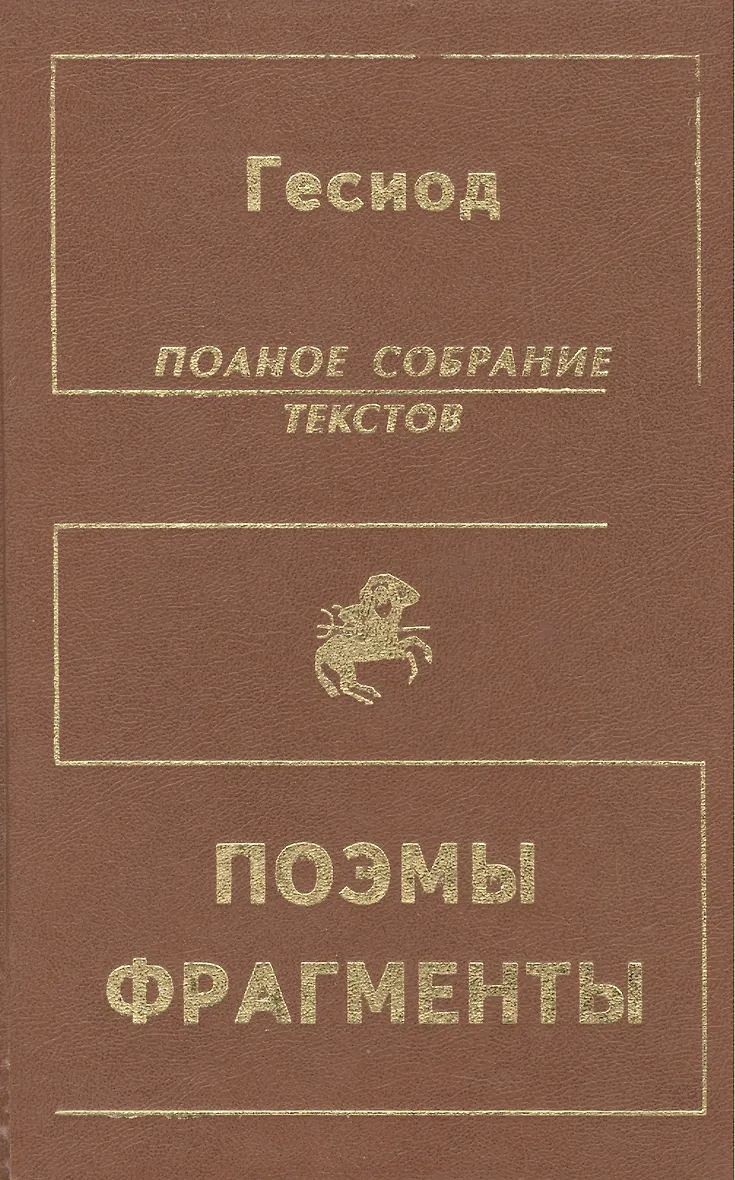 Гесиод
ПОЛНОЕ СОБРАНИЕ
ТЕКСТОВ
ПОЭМЫ
ФРАГМЕНТЫ